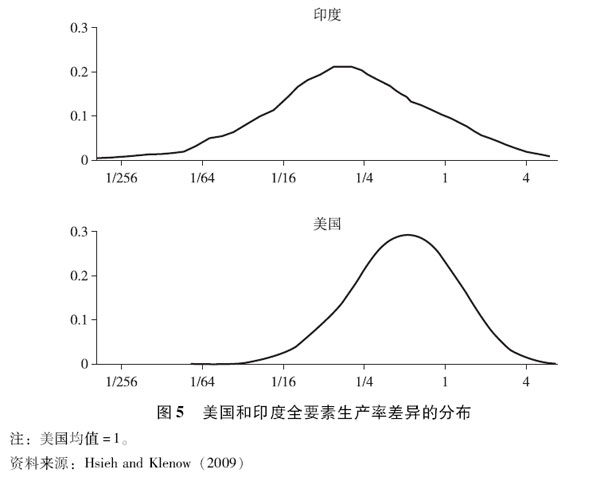 印度
0.3
0.2
0.1
0
1/256 1/64 1/16 1/4 1 4
美国
0.3
0.2
0.1
0
1/256 1/64 1/16 1/4 1 4
图 5 美国和印度全要素生产率差异的分布
注：美国均值 = 1。
资料来源：Hsieh and Klenow（2009）